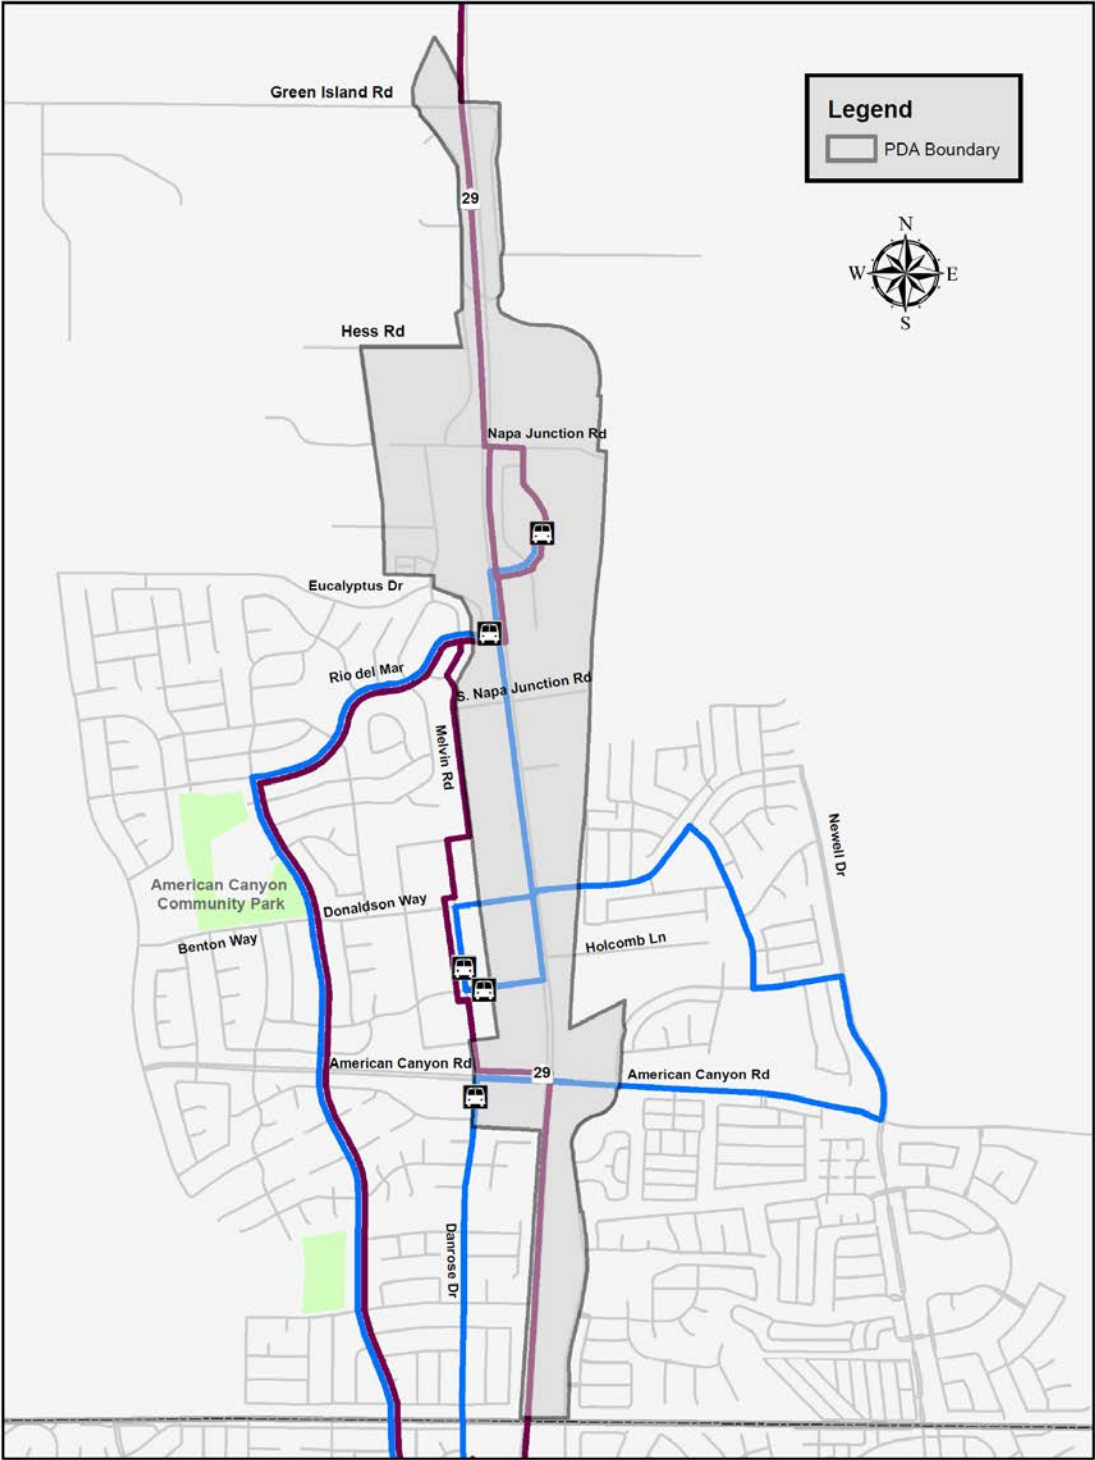 Green Island Rd
Legend
PDA Boundary
29
N
W
E
S
Hess Rd
Napa Junction Rd
Eucalyptus Dr
Rio del Mar
S. Napa Junction Rd
Melvin Rd
Newell Dr
American Canyon
Community Park
Donaldson Way
Benton Way
Holcomb Ln
American Canyon Rd
29
American Canyon Rd
Danrose Dr